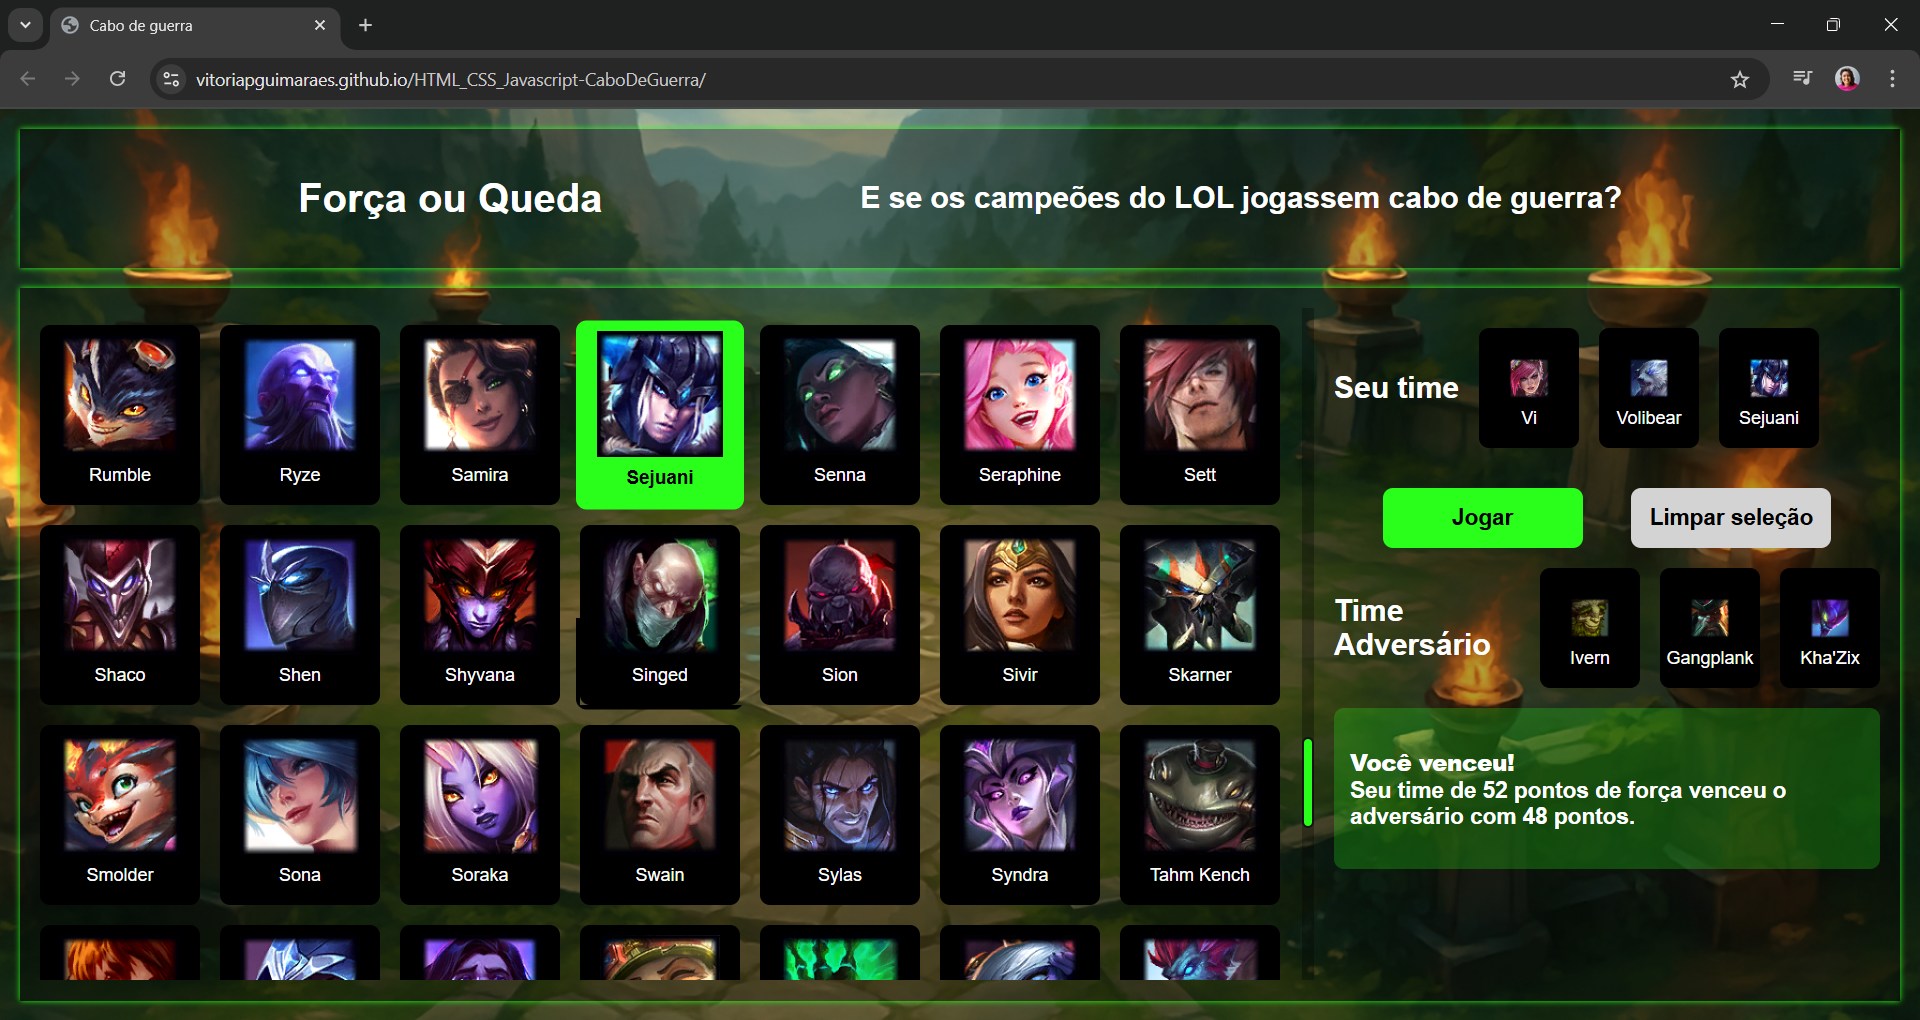 Cabo de guerra
vitoriapguimaraes.github.io/HTML_CSS_Javascript-CaboDeGuerra/
Força ou Queda
E se os campeões do LOL jogassem cabo de guerra?
Rumble
Ryze
Samira
Sejuani
Senna
Seraphine
Sett
Shaco
Shen
Shyvana
Singed
Sion
Sivir
Skarner
Smolder
Sona
Soraka
Swain
Sylas
Syndra
Tahm Kench
Seu time
Vi
Volibear
Sejuani
Jogar
Limpar seleção
Time
Adversário
Ivern
Gangplank
Kha'Zix
Você venceu!
Seu time de 52 pontos de força venceu o
adversário com 48 pontos.